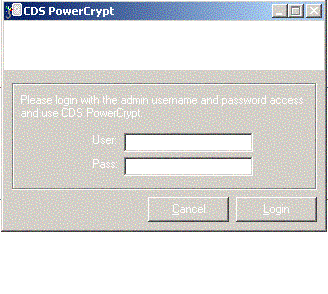 CDS PowerCrypt
Please login with the admin username and password access
and use CDS PowerCrypt.
User
Pass
Cancel
Login